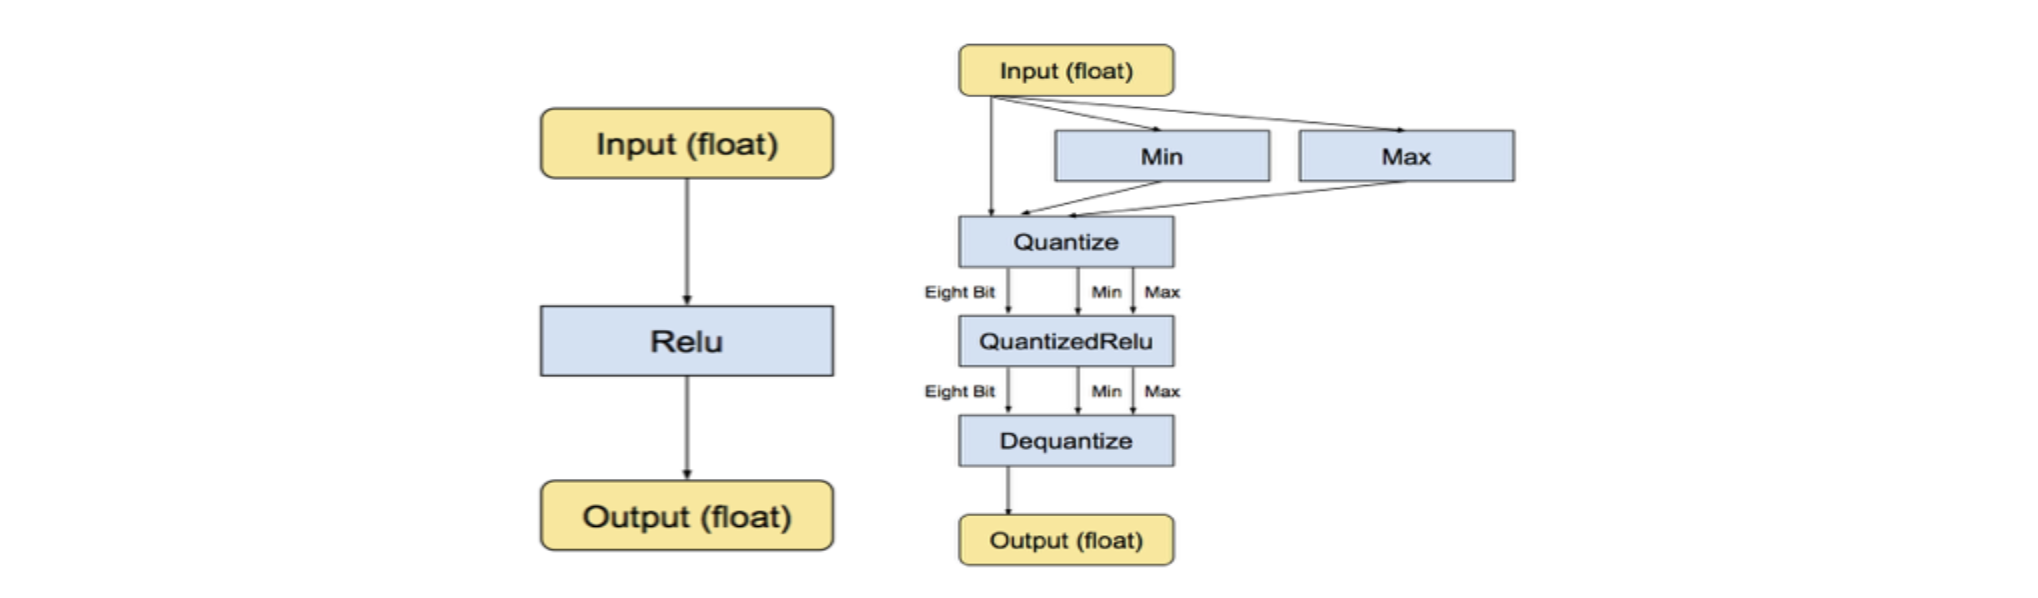 Input (float)
Relu
Output (float)
Input (float)
Min Max
Quantize
Eight Bit Min Max
QuantizedRelu
Eight Bit Min Max
Dequantize
Output (float)